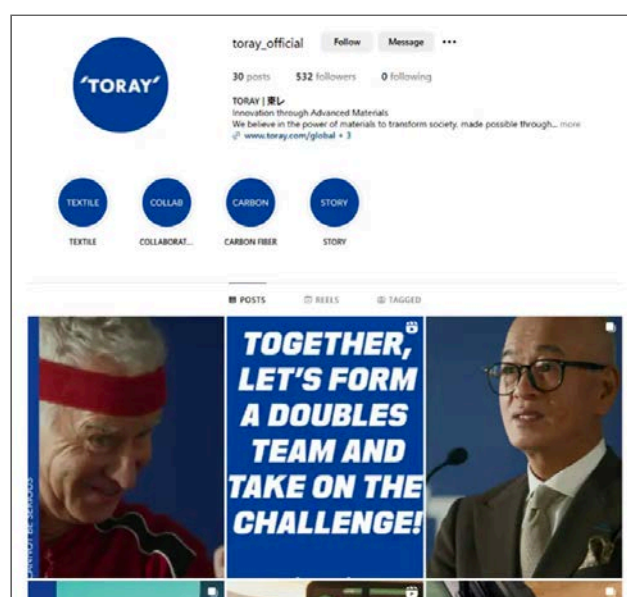 toray_official Follow Message •••
30 posts 532 followers 0 following
TORAY | 東レ
Innovation through Advanced Materials
We believe in the power of materials to transform society, made possible through... more
www.toray.com/global + 3
'TORAY'
TEXTILE COLLAB CARBON STORY
TEXTILE COLLABORAT... CARBON FIBER STORY
POSTS REELS TAGGED
TOGETHER,
LET'S FORM
A DOUBLES
TEAM AND
TAKE ON THE
CHALLENGE!
CANNOT BE SERIOUS